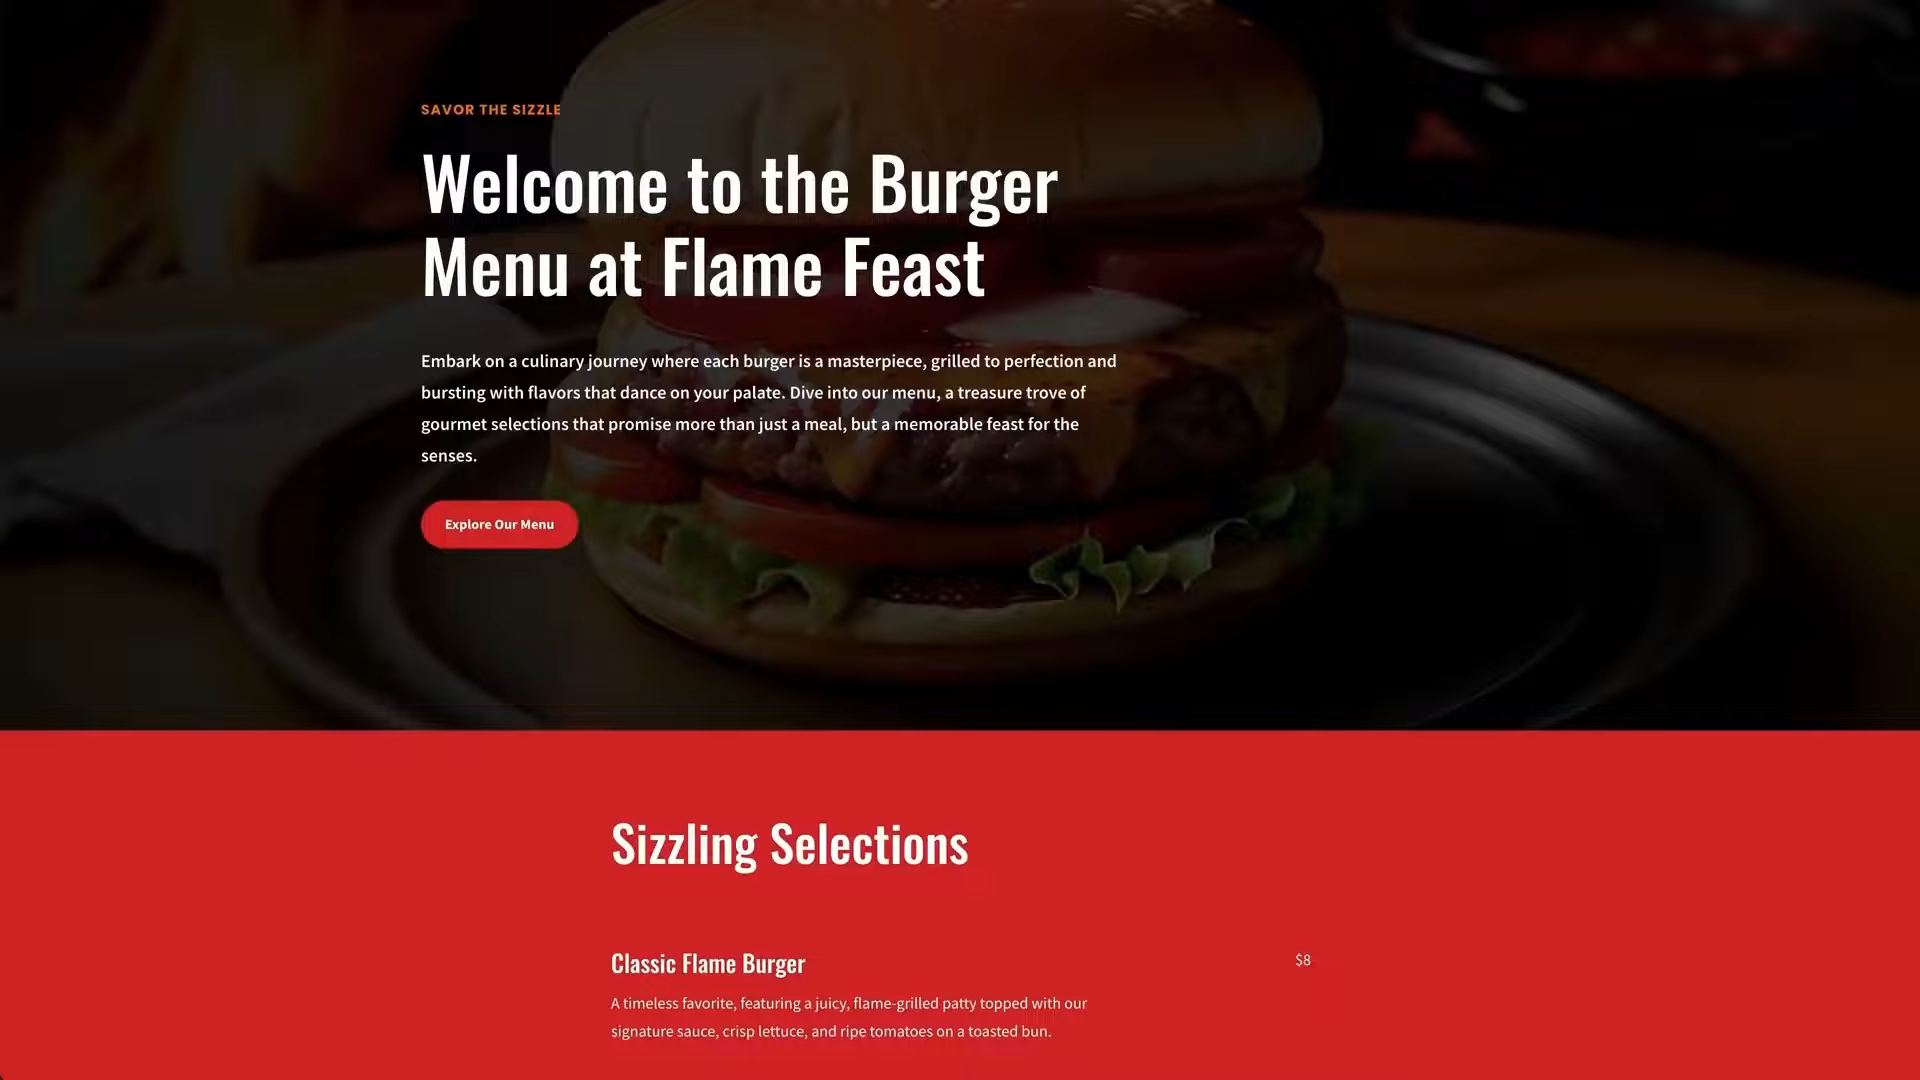 SAVOR THE SIZZLE
Welcome to the Burger
Menu at Flame Feast
Embark on a culinary journey where each burger is a masterpiece, grilled to perfection and
bursting with flavors that dance on your palate. Dive into our menu, a treasure trove of
gourmet selections that promise more than just a meal, but a memorable feast for the
senses.
Explore Our Menu
Sizzling Selections
Classic Flame Burger
$8
A timeless favorite, featuring a juicy, flame-grilled patty topped with our
signature sauce, crisp lettuce, and ripe tomatoes on a toasted bun.